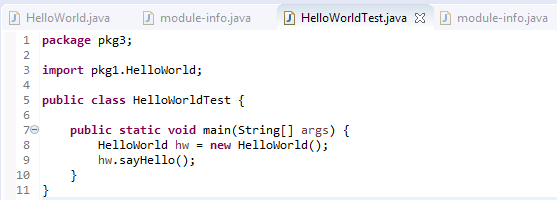 HelloWorld.java module-info.java HelloWorldTest.java module-info.java
1 package pkg3;
2
3 import pkg1.HelloWorld;
4
5 public class HelloWorldTest {
6
7 public static void main(String[] args) {
8 HelloWorld hw = new HelloWorld();
9 hw.sayHello();
10 }
11 }